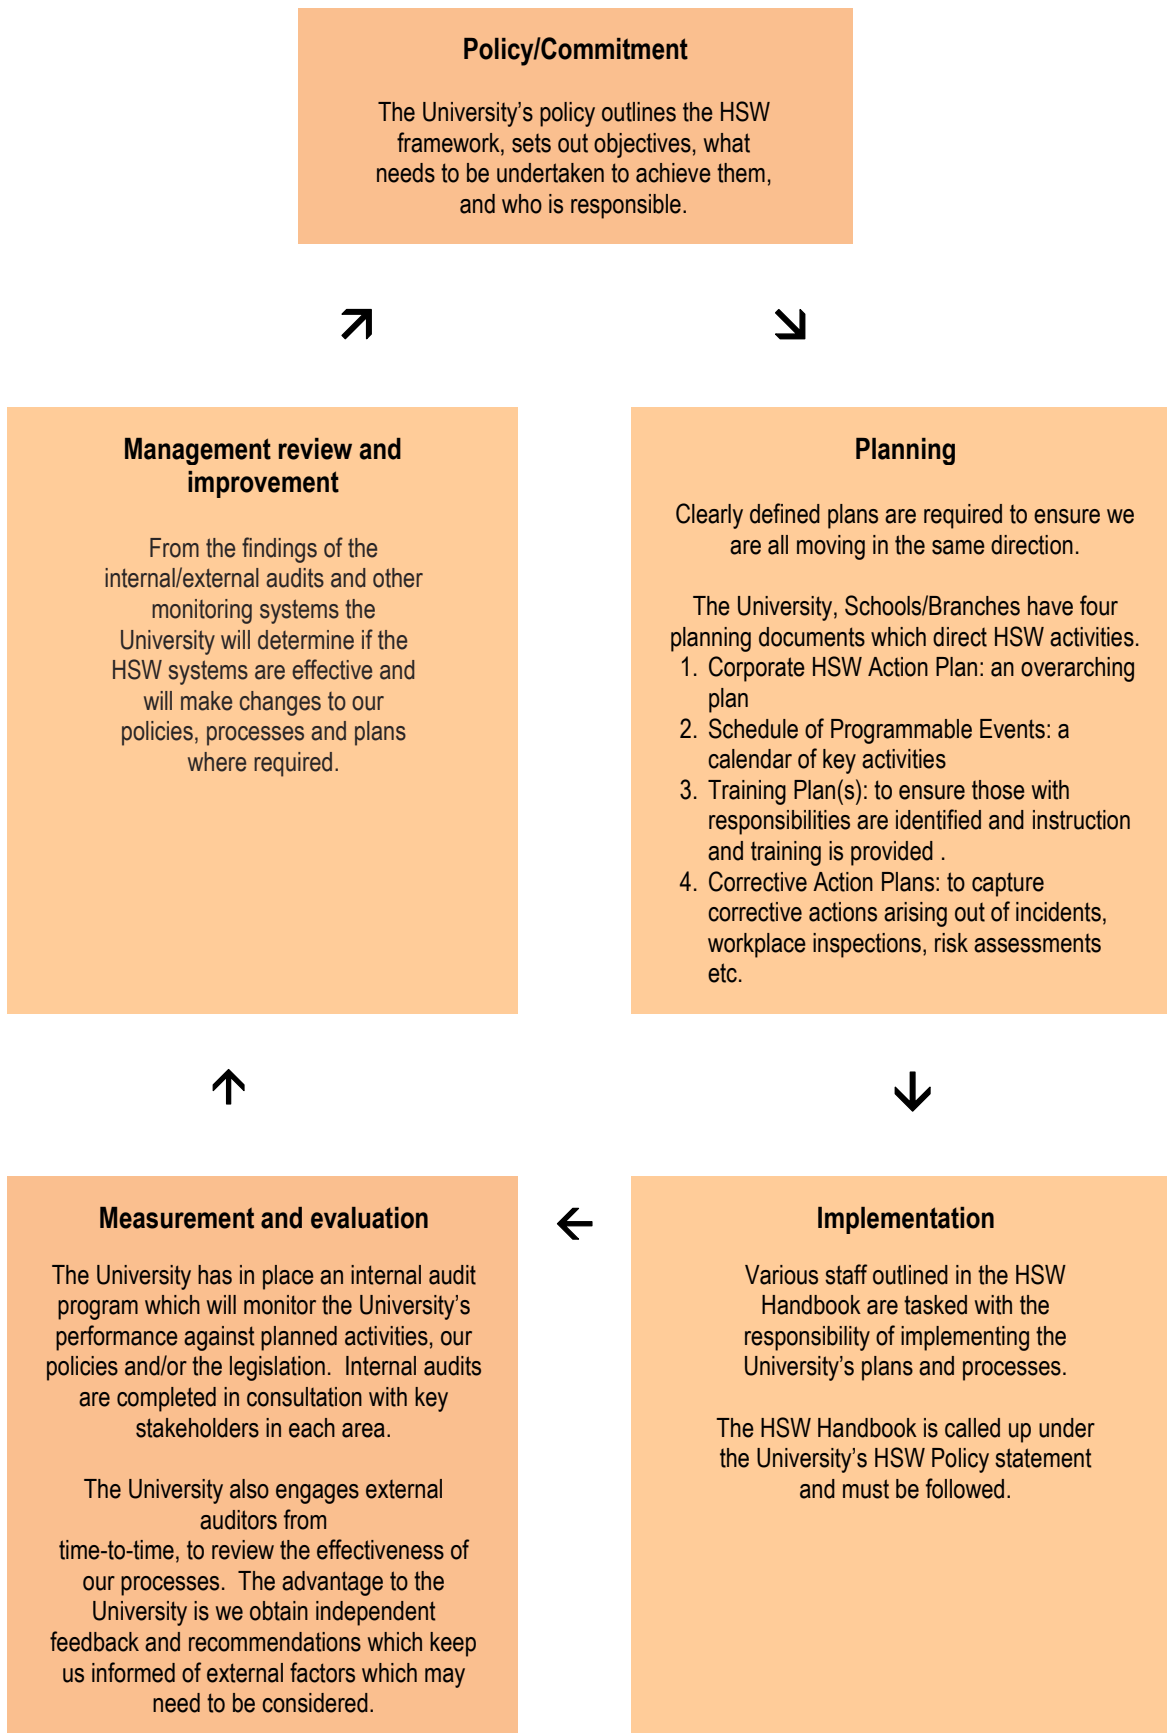 Policy/Commitment
The University’s policy outlines the HSW
framework, sets out objectives, what
needs to be undertaken to achieve them,
and who is responsible.
Management review and
improvement
From the findings of the
internal/external audits and other
monitoring systems the
University will determine if the
HSW systems are effective and
will make changes to our
policies, processes and plans
where required.
Planning
Clearly defined plans are required to ensure we
are all moving in the same direction.
The University, Schools/Branches have four
planning documents which direct HSW activities.
1. Corporate HSW Action Plan: an overarching
plan
2. Schedule of Programmable Events: a
calendar of key activities
3. Training Plan(s): to ensure those with
responsibilities are identified and instruction
and training is provided .
4. Corrective Action Plans: to capture
corrective actions arising out of incidents,
workplace inspections, risk assessments
etc.
Measurement and evaluation
The University has in place an internal audit
program which will monitor the University’s
performance against planned activities, our
policies and/or the legislation.  Internal audits
are completed in consultation with key
stakeholders in each area.
The University also engages external
auditors from
time-to-time, to review the effectiveness of
our processes.  The advantage to the
University is we obtain independent
feedback and recommendations which keep
us informed of external factors which may
need to be considered.
Implementation
Various staff outlined in the HSW
Handbook are tasked with the
responsibility of implementing the
University’s plans and processes.
The HSW Handbook is called up under
the University’s HSW Policy statement
and must be followed.